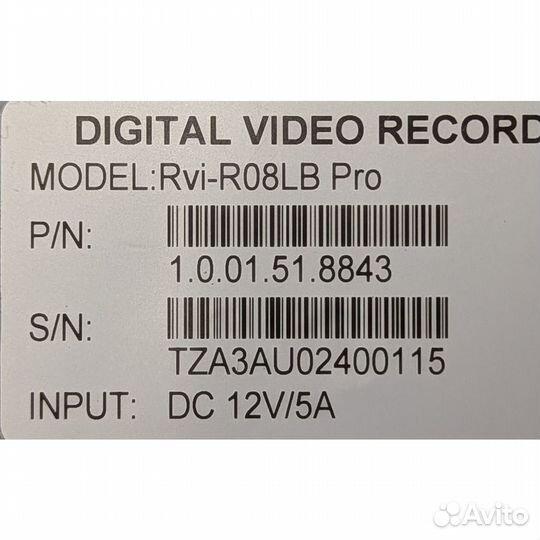 DIGITAL VIDEO RECORD
MODEL:Rvi-R08LB Pro
P/N:
1.0.01.51.8843
S/N:
TZA3AU02400115
INPUT: DC 12V/5A
Avito